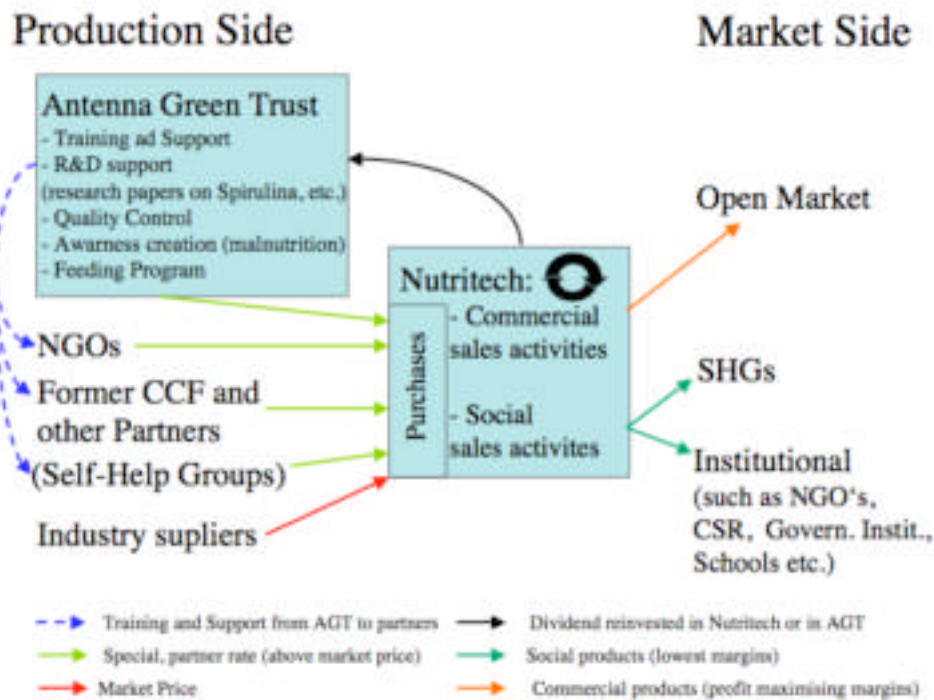 Production Side
Market Side
Antenna Green Trust
- Training ad Support
- R&D support
(research papers on Spirulina, etc.)
- Quality Control
- Awarness creation (malnutrition)
- Feeding Program
NGOs
Former CCF and
other Partners
(Self-Help Groups)
Industry supliers
Nutritech:
Purchases
- Commercial
sales activities
- Social
sales activites
Open Market
SHGs
Institutional
(such as NGO's,
CSR, Govern. Instit.,
Schools etc.)
Training and Support from AGT to partners
Special, partner rate (above market price)
Market Price
Dividend reinvested in Nutritech or in AGT
Social products (lowest margins)
Commercial products (profit maximising margins)